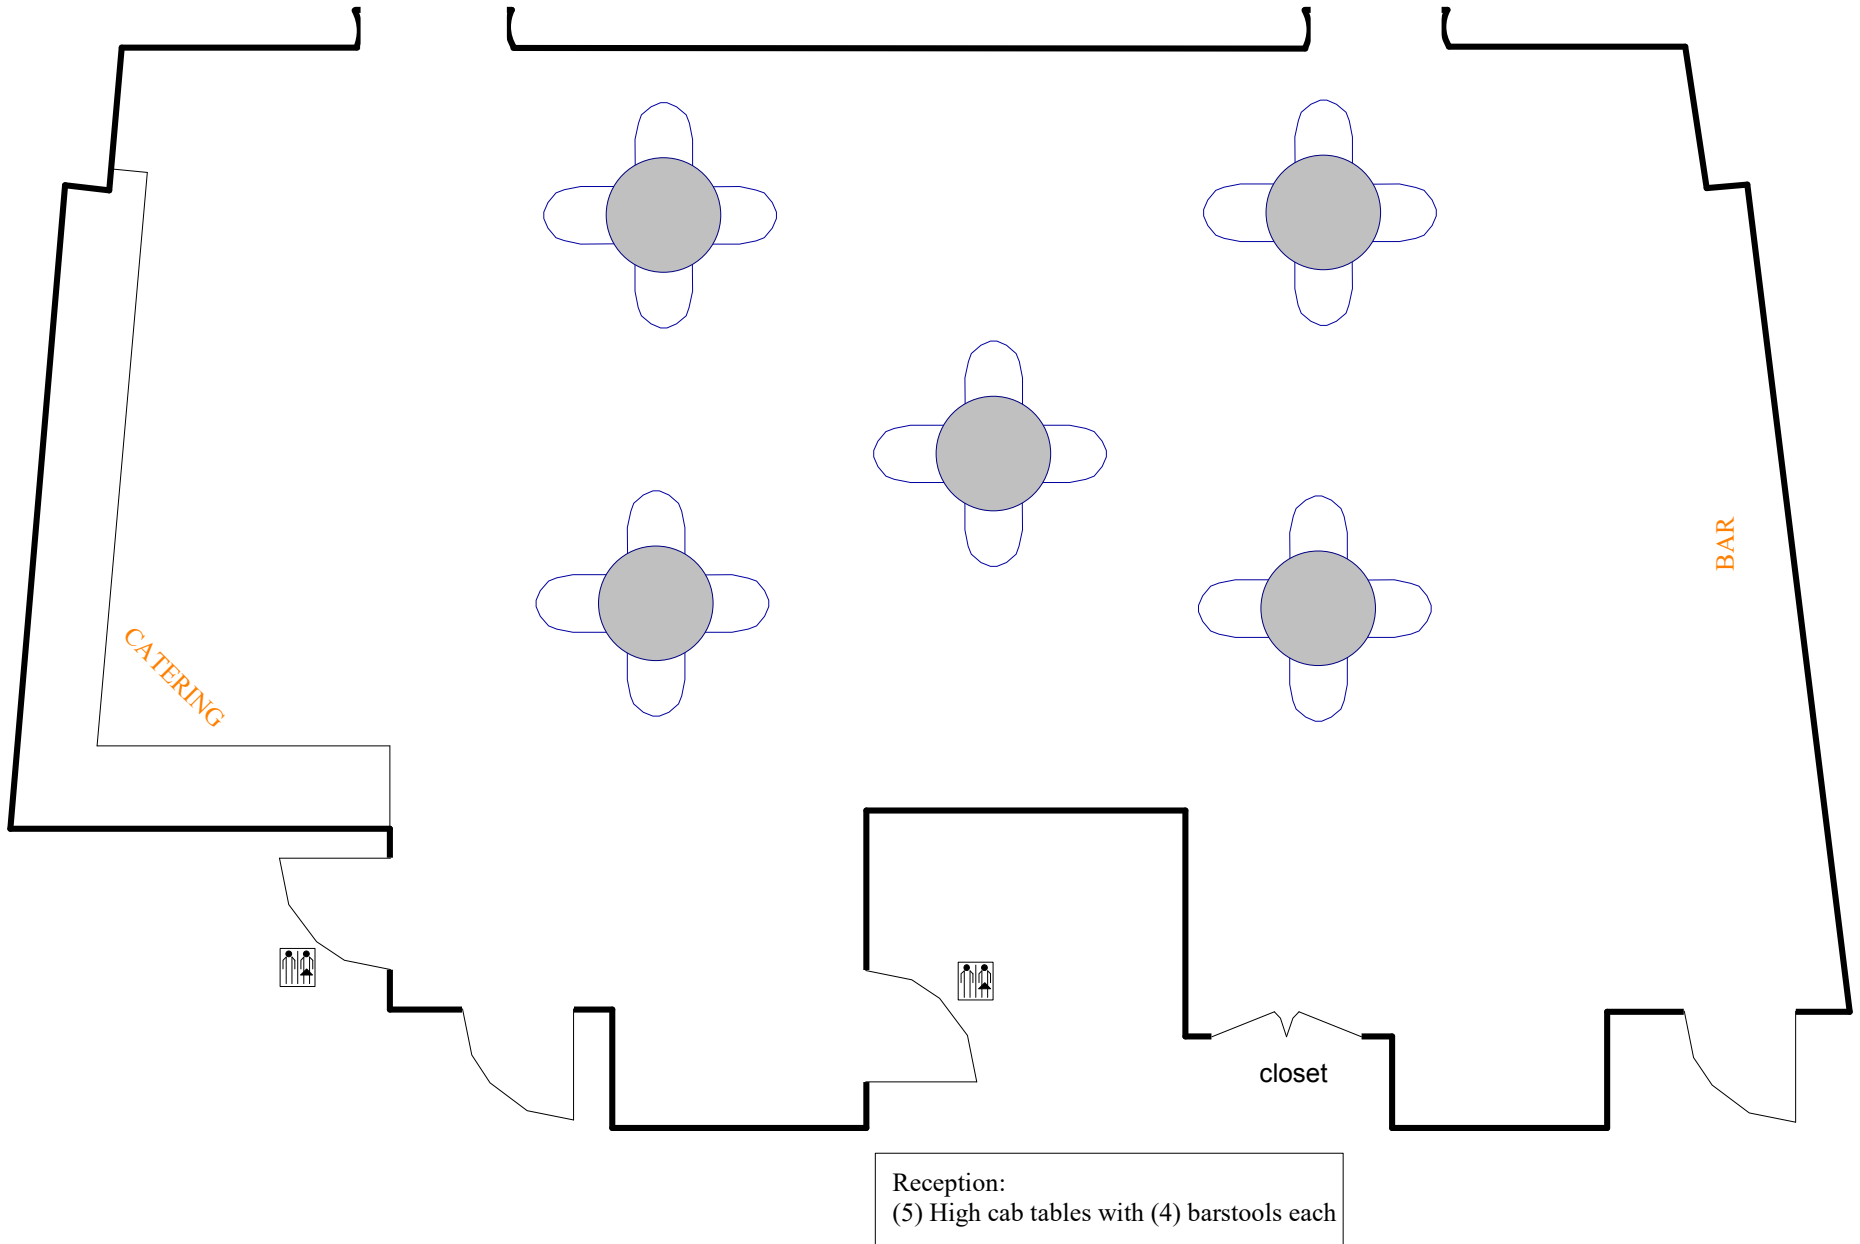 BAR
CATERING
closet
Reception:
(5) High cab tables with (4) barstools each